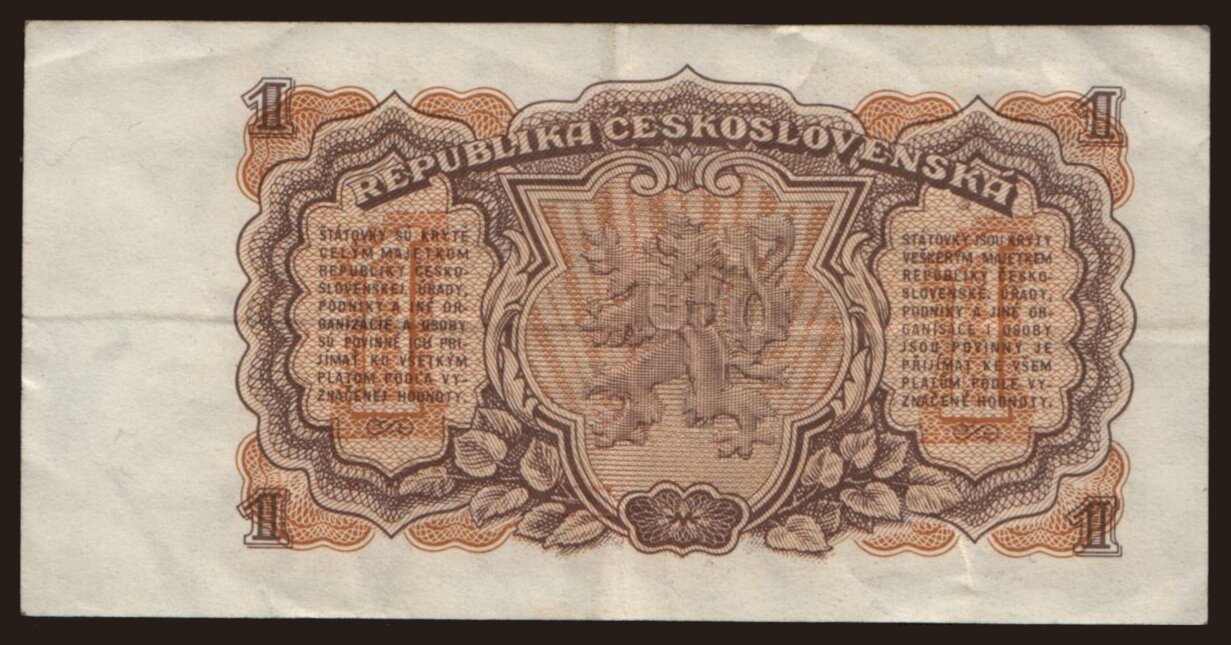 1 1
REPUBLIKA ČESKOSLOVENSKÁ
ŠTÁTOVKY SÚ KRYTÉ
CELÝM MAJETKOM
REPUBLIKY ČESKO-
SLOVENSKEJ. ÚRADY,
PODNIKY A INÉ OR-
GANIZÁCIE A OSOBY
SÚ POVINNÉ ICH PRI-
JÍMAŤ KU VŠETKÝM
PLATOM PODĽA VY-
ZNAČENEJ HODNOTY.
1
STÁTOVKY JSOU KRYTY
VEŠKERÝM MAJETKEM
REPUBLIKY ČESKO-
SLOVENSKÉ. ÚŘADY,
PODNIKY A JINÉ OR-
GANISACE I OSOBY
JSOU POVINNY JE
PŘIJÍMAT KE VŠEM
PLATŮM PODLE VY-
ZNAČENÉ HODNOTY.
1
1 1